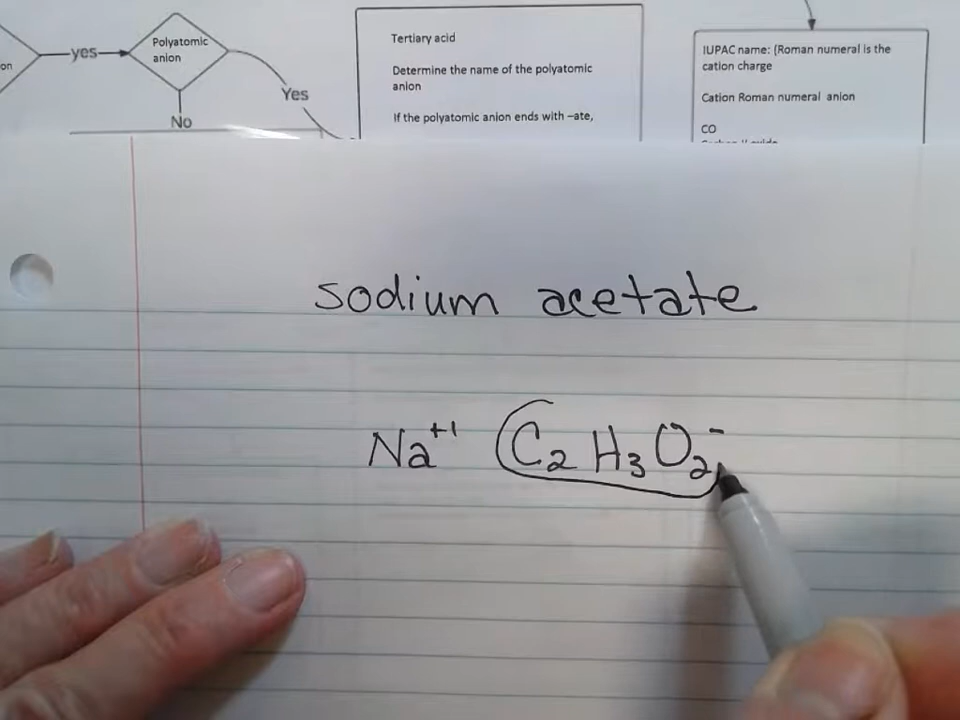 on
yes
Polyatomic
anion
Yes
No
Tertiary acid
Determine the name of the polyatomic
anion
If the polyatomic anion ends with –ate,
IUPAC name: (Roman numeral is the
cation charge
Cation Roman numeral anion
CO
sodium acetate
Na⁺¹ (C₂H₃O₂⁻